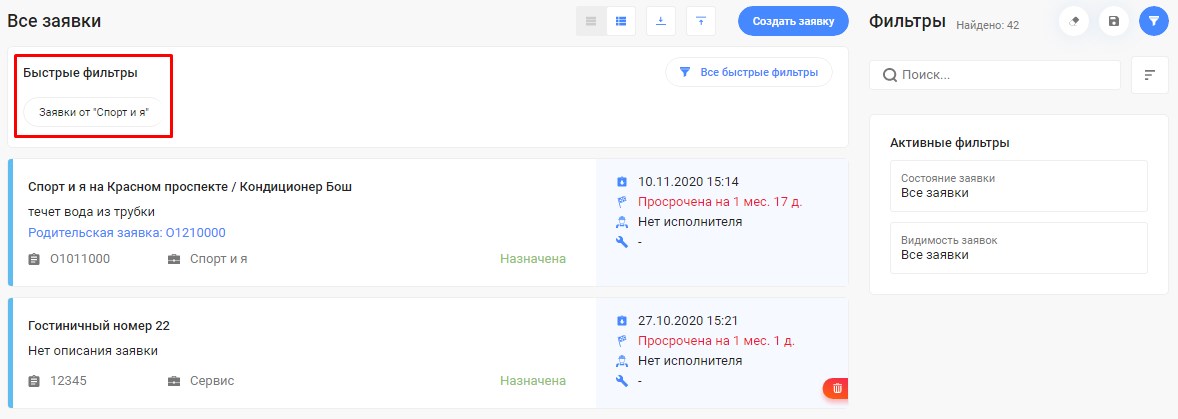 Все заявки
Создать заявку
Быстрые фильтры
Все быстрые фильтры
Заявки от "Спорт и я"
Спорт и я на Красном проспекте / Кондиционер Бош
течет вода из трубки
Родительская заявка: O1210000
O1011000
Спорт и я
Назначена
10.11.2020 15:14
Просрочена на 1 мес. 17 д.
Нет исполнителя
-
Гостиничный номер 22
Нет описания заявки
12345
Сервис
Назначена
27.10.2020 15:21
Просрочена на 1 мес. 1 д.
Нет исполнителя
-
Фильтры
Найдено: 42
Поиск...
Активные фильтры
Состояние заявки
Все заявки
Видимость заявок
Все заявки